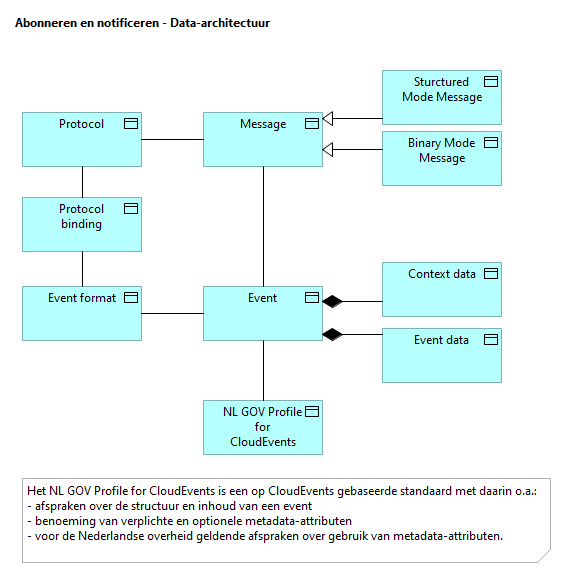 Abonneren en notificeren - Data-architectuur
Sturctured
Mode Message
Protocol
Message
Binary Mode
Message
Protocol
binding
Context data
Event format
Event
Event data
NL GOV Profile
for
CloudEvents
Het NL GOV Profile for CloudEvents is een op CloudEvents gebaseerde standaard met daarin o.a.:
- afspraken over de structuur en inhoud van een event
- benoeming van verplichte en optionele metadata-attributen
- voor de Nederlandse overheid geldende afspraken over gebruik van metadata-attributen.